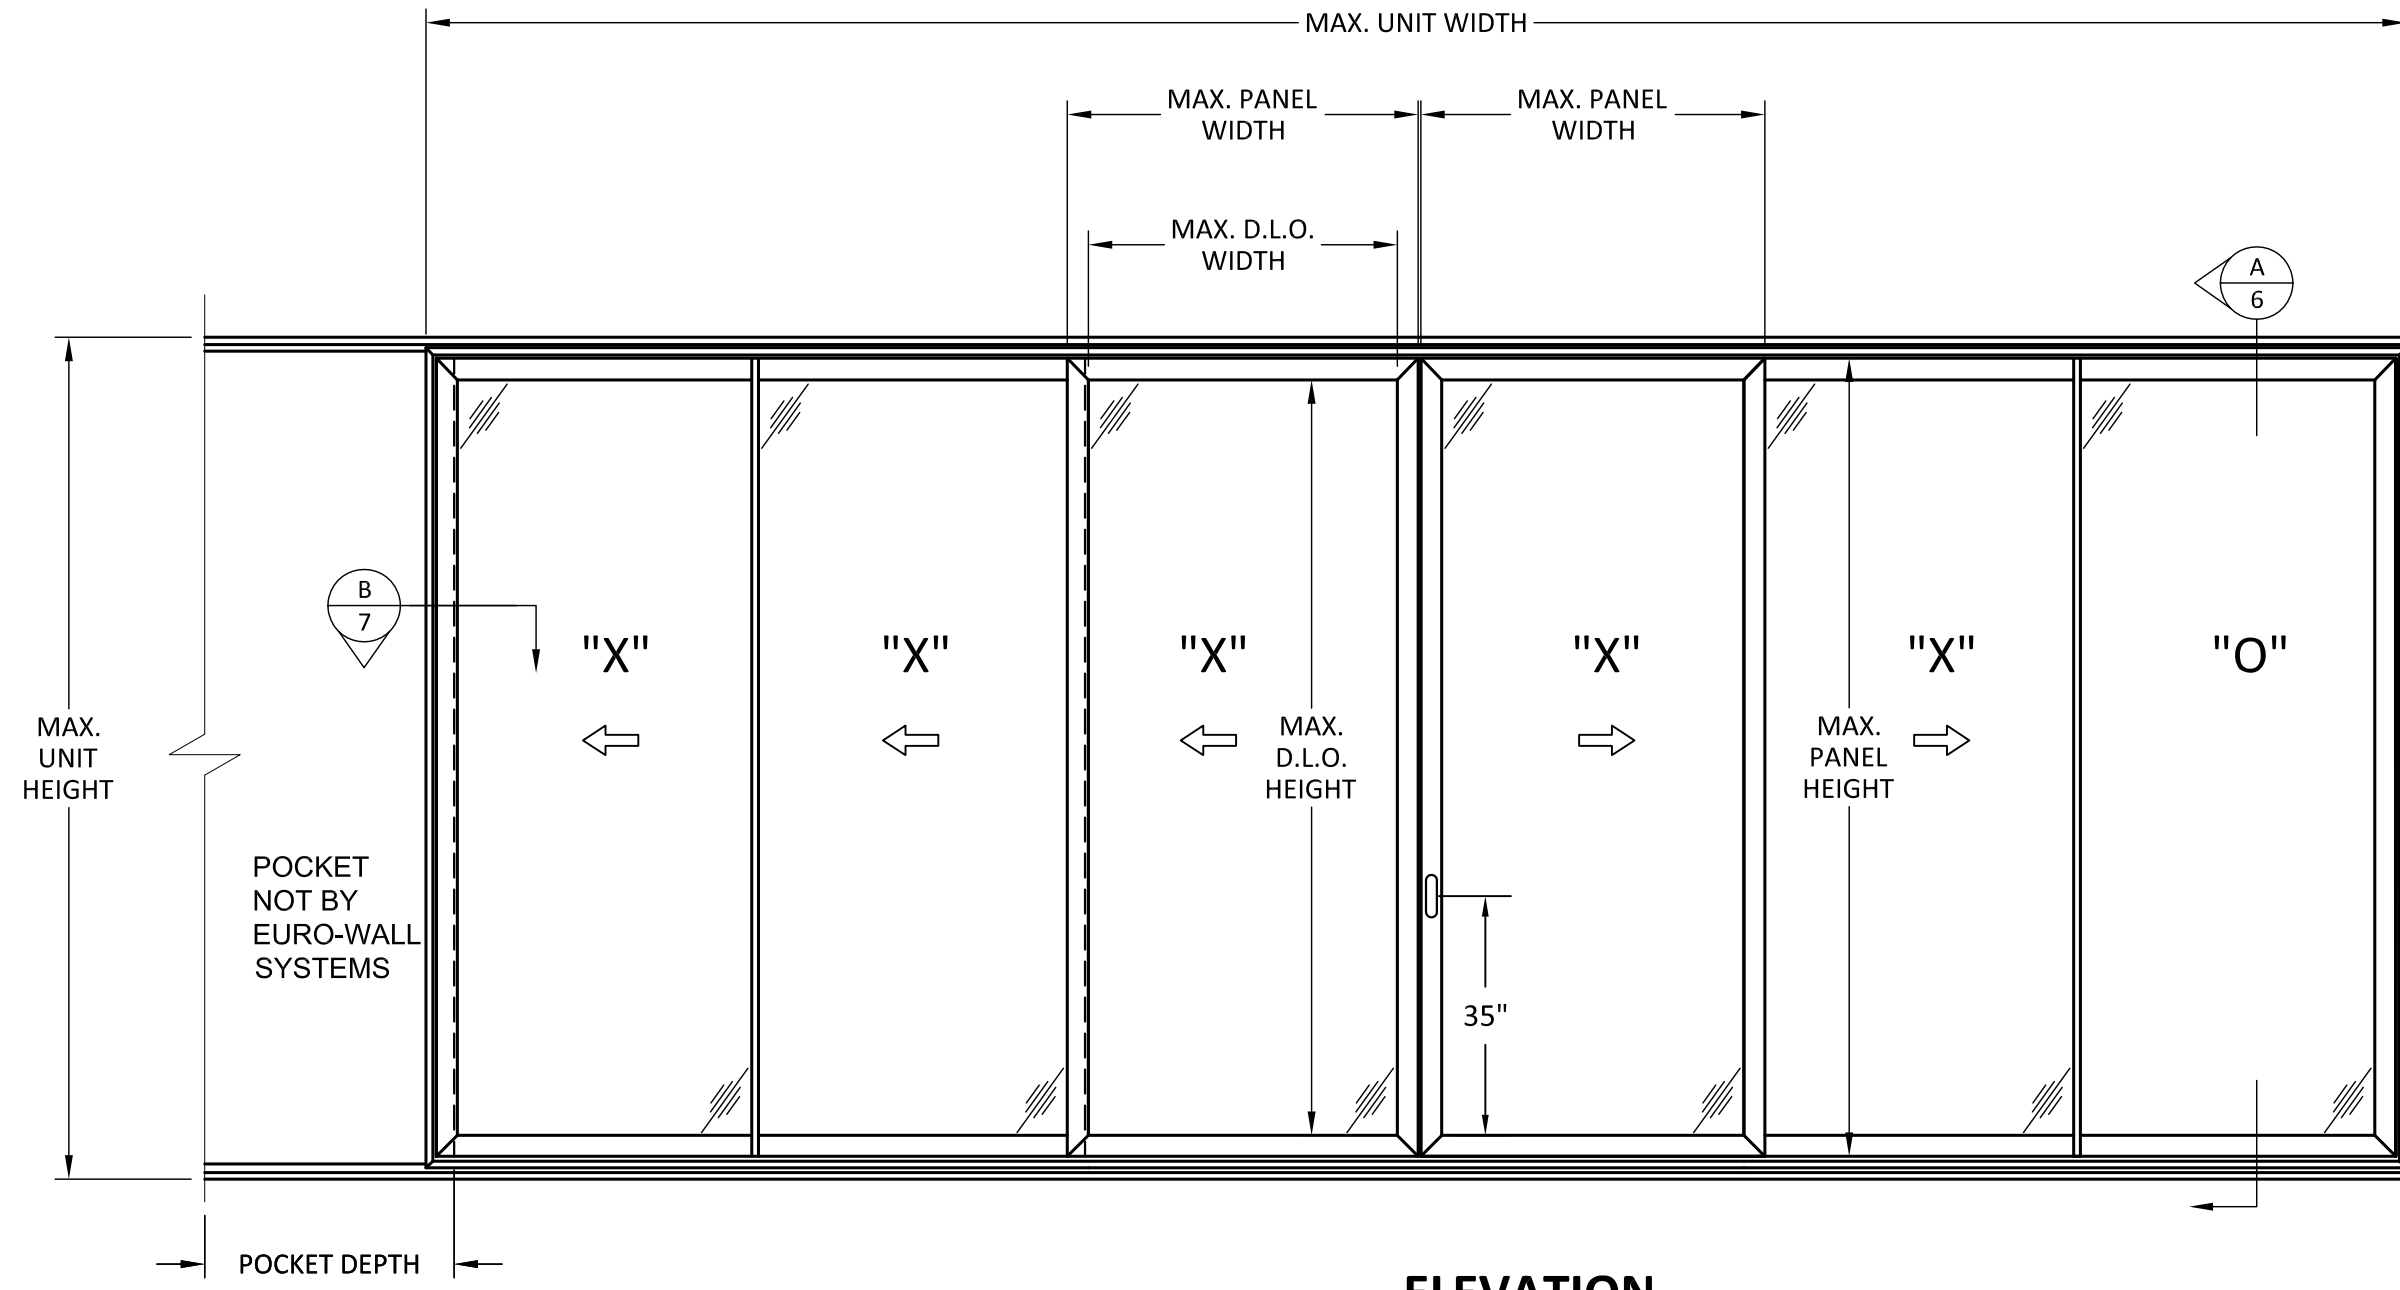 MAX. UNIT WIDTH
MAX. PANEL
WIDTH
MAX. PANEL
WIDTH
MAX. D.L.O.
WIDTH
A
6
B
7
"X"
"X"
"X"
"X"
"X"
"O"
MAX.
UNIT
HEIGHT
MAX.
D.L.O.
HEIGHT
MAX.
PANEL
HEIGHT
POCKET
NOT BY
EURO-WALL
SYSTEMS
35"
POCKET DEPTH
ELEVATION